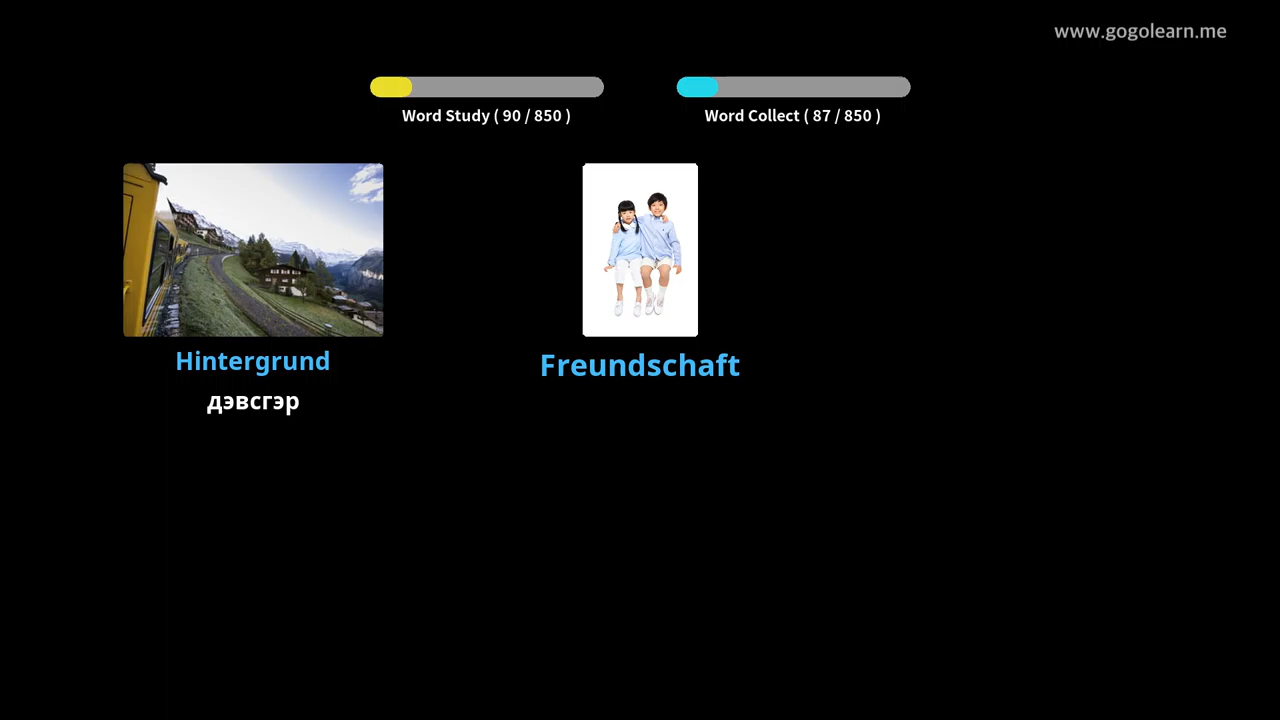 www.gogolearn.me
Word Study ( 90 / 850 )
Word Collect ( 87 / 850 )
Hintergrund
дэвсгэр
Freundschaft